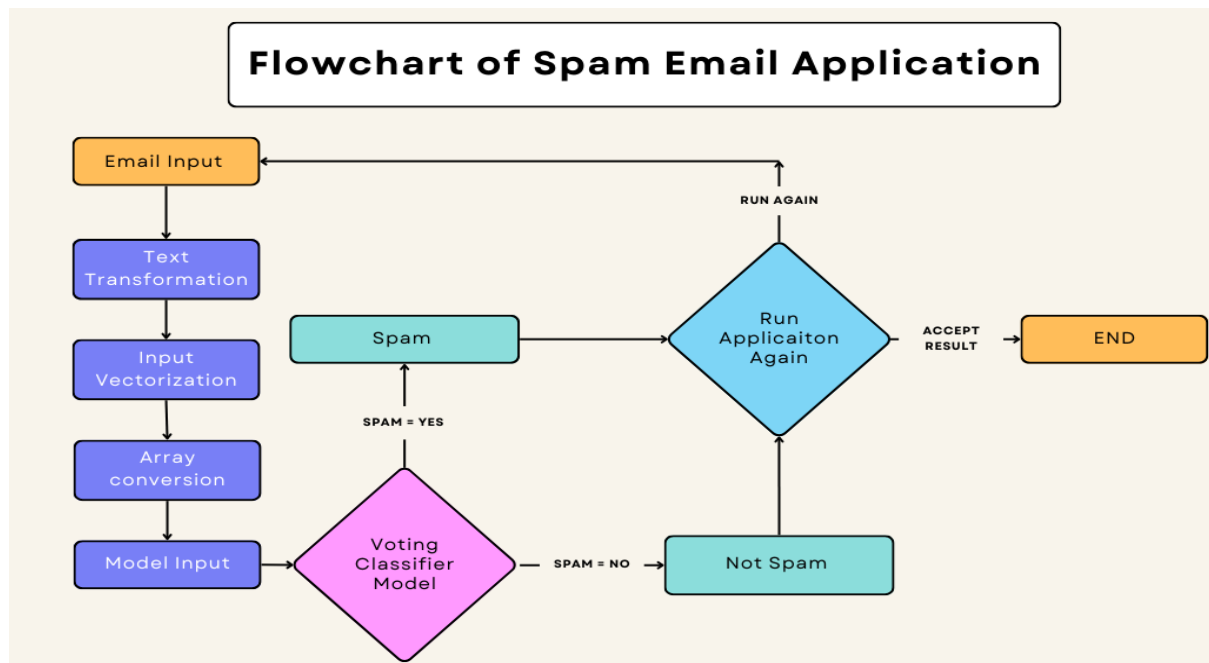 Flowchart of Spam Email Application
Email Input
RUN AGAIN
Text
Transformation
Spam
Run
Applicaiton
Again
ACCEPT
RESULT
END
Input
Vectorization
SPAM = YES
Array
conversion
Model Input
Voting
Classifier
Model
SPAM = NO
Not Spam